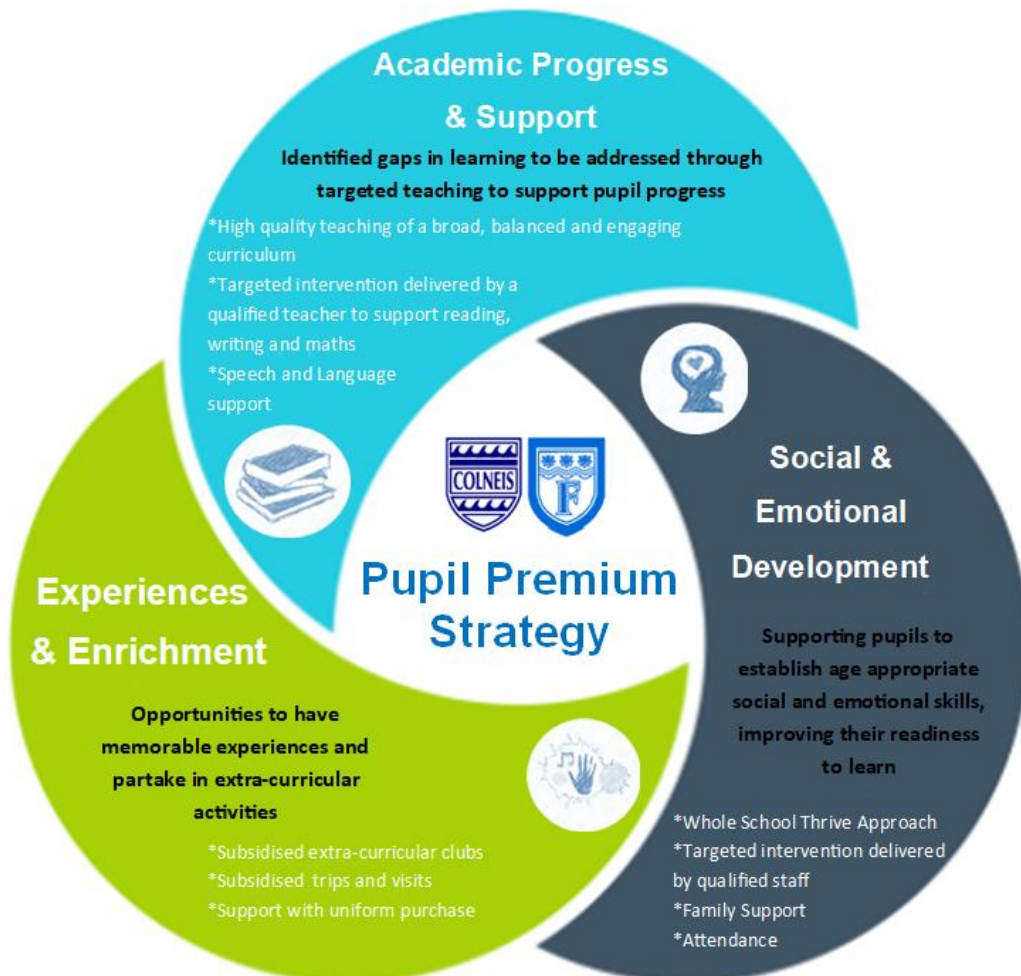 Academic Progress
& Support
Identified gaps in learning to be addressed through
targeted teaching to support pupil progress
*High quality teaching of a broad, balanced and engaging
curriculum
*Targeted intervention delivered by a
qualified teacher to support reading,
writing and maths
*Speech and Language
support
COLNEIS
F
Pupil Premium
Strategy
Social &
Emotional
Development
Supporting pupils to
establish age appropriate
social and emotional skills,
improving their readiness
to learn
*Whole School Thrive Approach
*Targeted intervention delivered
by qualified staff
*Family Support
*Attendance
Experiences
& Enrichment
Opportunities to have
memorable experiences and
partake in extra-curricular
activities
*Subsidised extra-curricular clubs
*Subsidised trips and visits
*Support with uniform purchase